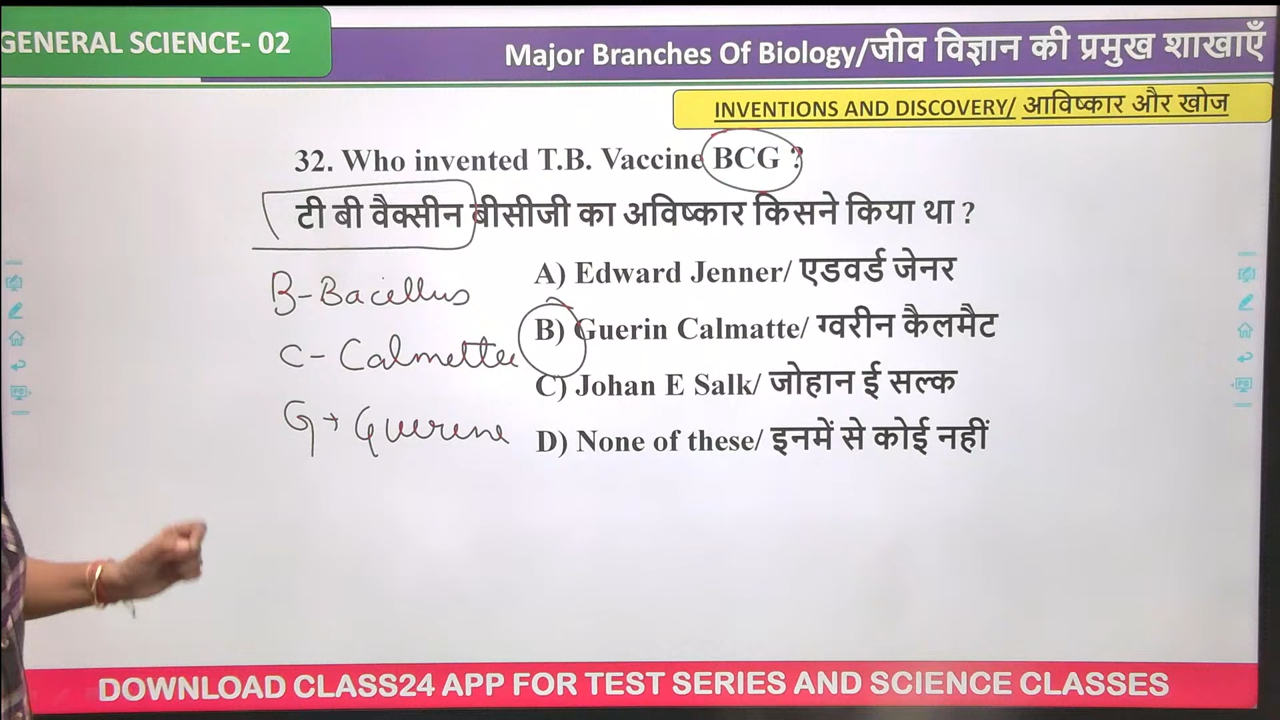 GENERAL SCIENCE- 02
Major Branches Of Biology/जीव विज्ञान की प्रमुख शाखाएँ
INVENTIONS AND DISCOVERY/ आविष्कार और खोज
32. Who invented T.B. Vaccine BCG ?
टी बी वैक्सीन बीसीजी का अविष्कार किसने किया था ?
A) Edward Jenner/ एडवर्ड जेनर
B) Guerin Calmatte/ ग्वरीन कैलमैट
C) Johan E Salk/ जोहान ई सल्क
D) None of these/ इनमें से कोई नहीं
B-Bacillus
C- Calmette
G→ Guerene
DOWNLOAD CLASS24 APP FOR TEST SERIES AND SCIENCE CLASSES